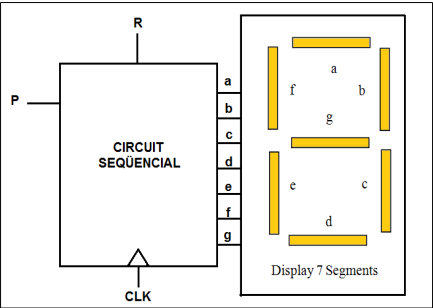 R
P
CIRCUIT
SEQÜENCIAL
a
b
c
d
e
f
g
CLK
a
f b
g
e c
d
Display 7 Segments